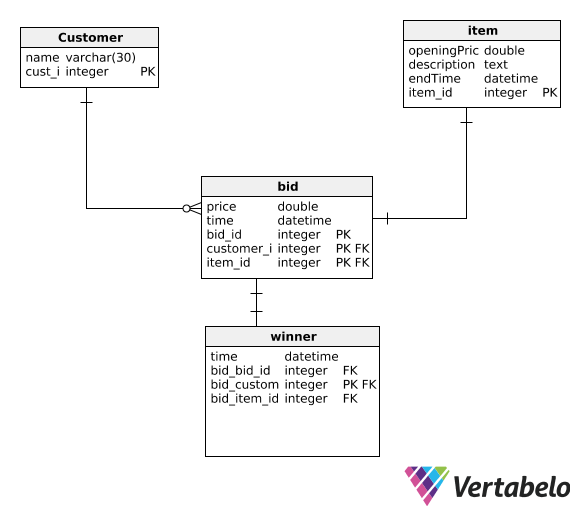 Customer
name varchar(30)
cust_i integer PK
item
openingPric double
description text
endTime datetime
item_id integer PK
bid
price double
time datetime
bid_id integer PK
customer_i integer PK FK
item_id integer PK FK
winner
time datetime
bid_bid_id integer FK
bid_custom integer PK FK
bid_item_id integer FK
Vertabelo